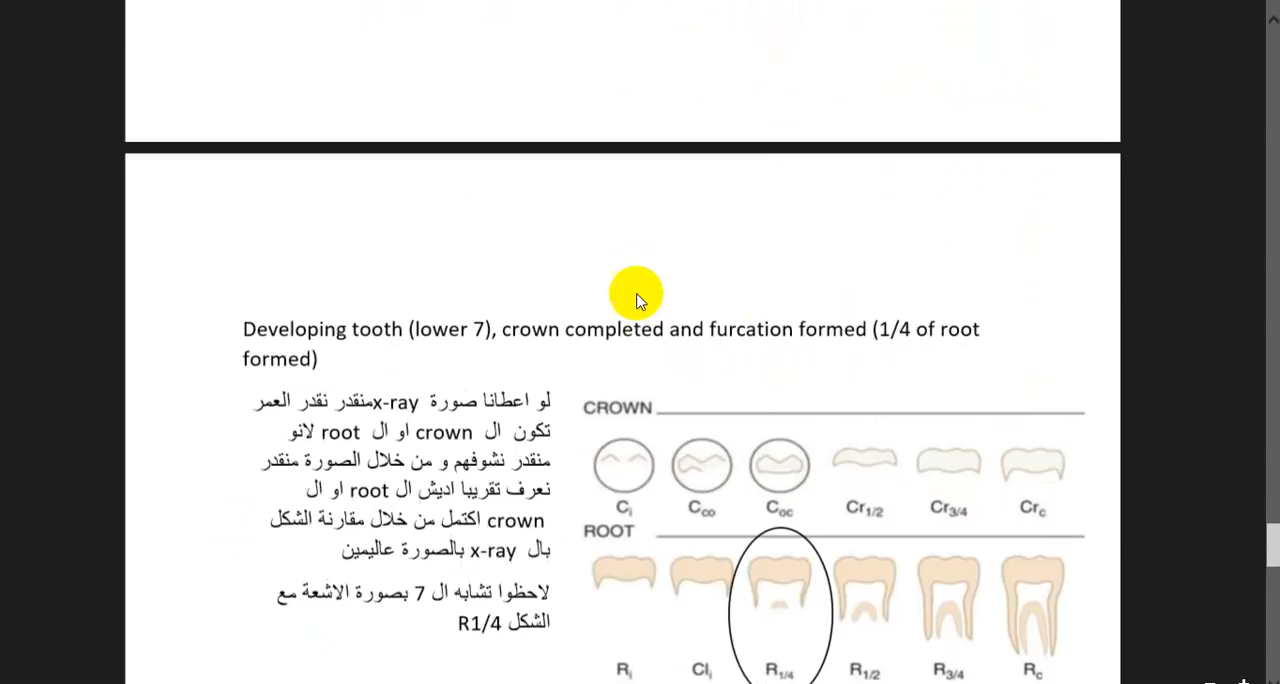 Developing tooth (lower 7), crown completed and furcation formed (1/4 of root
formed)
لو اعطانا صورة x-rayمنقدر نقدر العمر
تكون ال crown او ال root لانو
منقدر نشوفهم و من خلال الصورة منقدر
نعرف تقريبا اديش ال root او ال
crown اكتمل من خلال مقارنة الشكل
بال x-ray بالصورة عاليمين
لاحظوا تشابه ال 7 بصورة الاشعة مع
الشكل R1/4
CROWN
Ci Cco Coc Cr1/2 Cr3/4 Crc
ROOT
Ri Cli R1/4 R1/2 R3/4 Rc